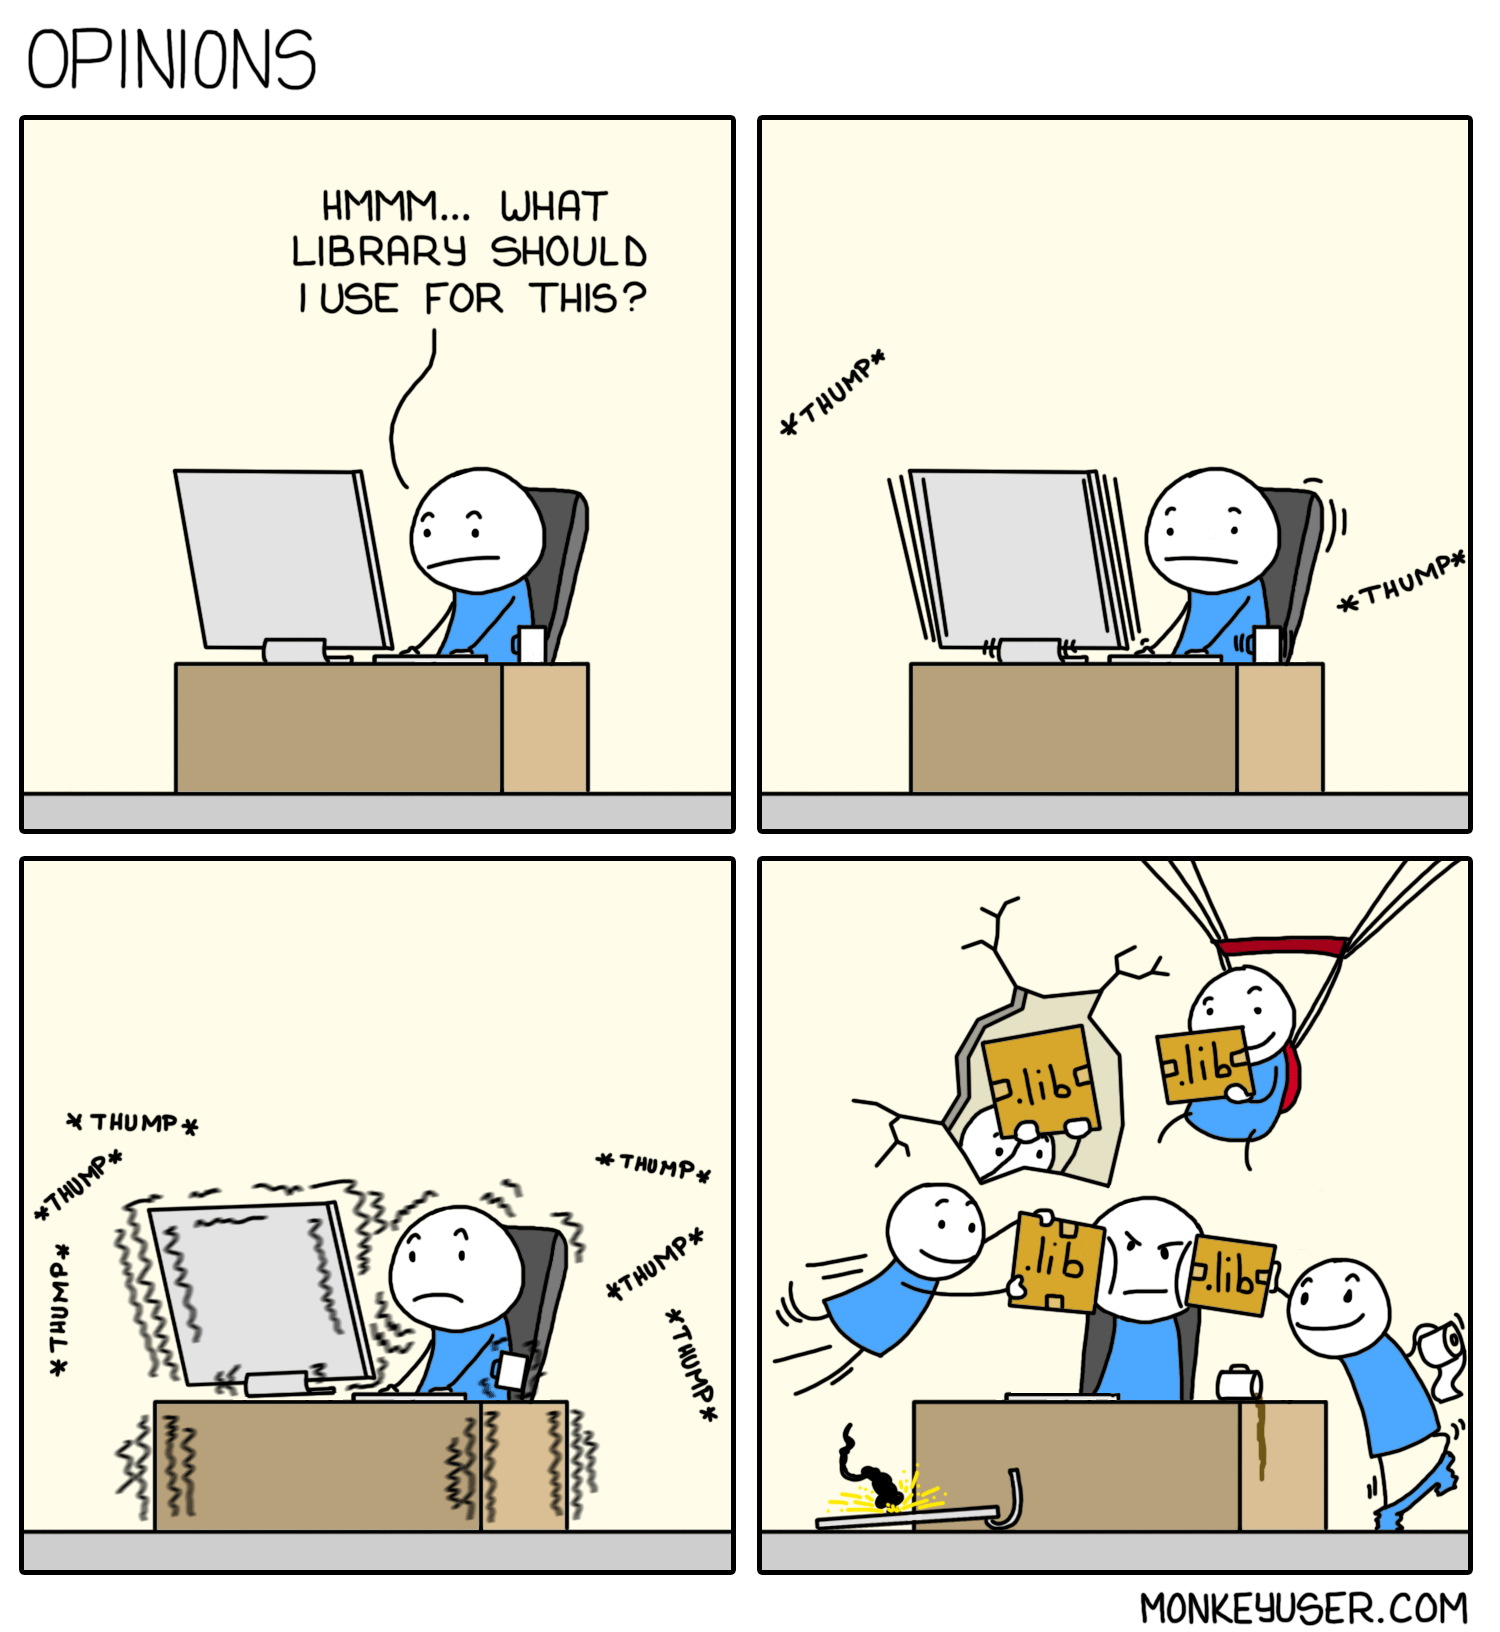 OPINIONS
HMMM... WHAT
LIBRARY SHOULD
I USE FOR THIS?
*THUMP*
*THUMP*
*THUMP*
*THUMP*
*THUMP*
*THUMP*
*THUMP*
*THUMP*
.lib
.lib
.lib
.lib
MONKEYUSER.COM